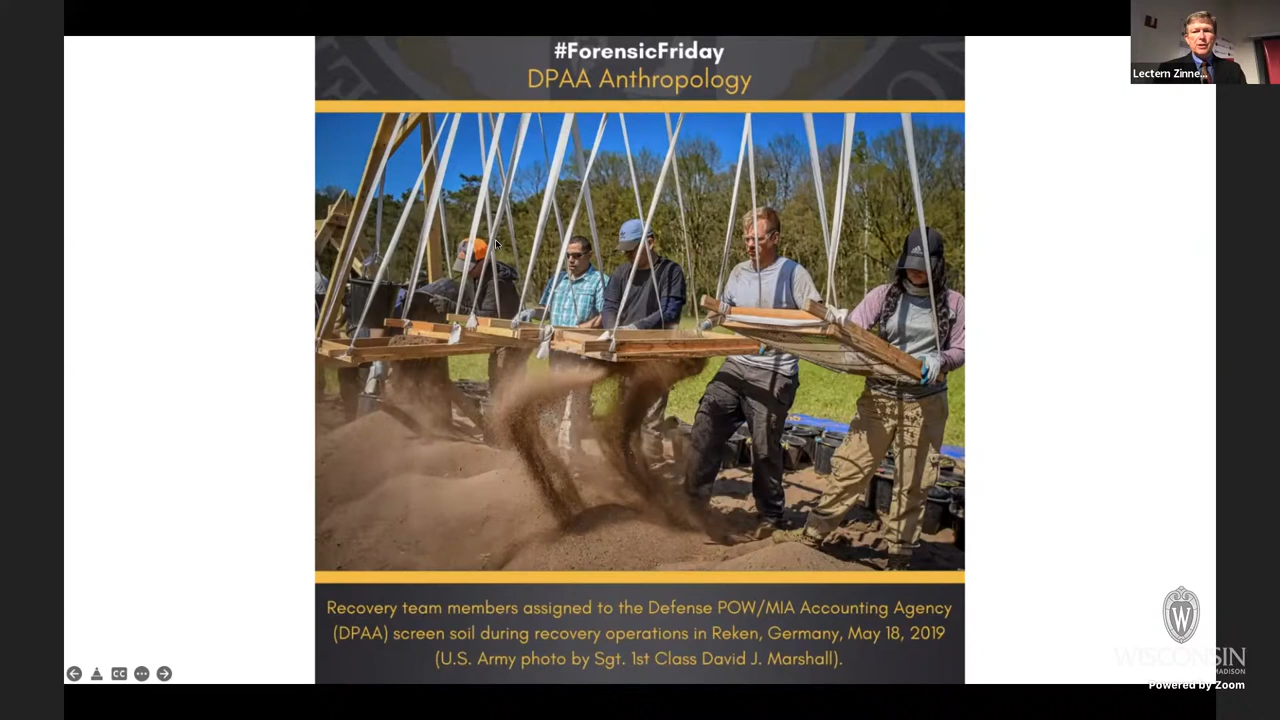 #ForensicFriday
DPAA Anthropology
Lectern Zinne...
Recovery team members assigned to the Defense POW/MIA Accounting Agency
(DPAA) screen soil during recovery operations in Reken, Germany, May 18, 2019
(U.S. Army photo by Sgt. 1st Class David J. Marshall).
CC
W
WISCONSIN
MADISON
Powered by Zoom